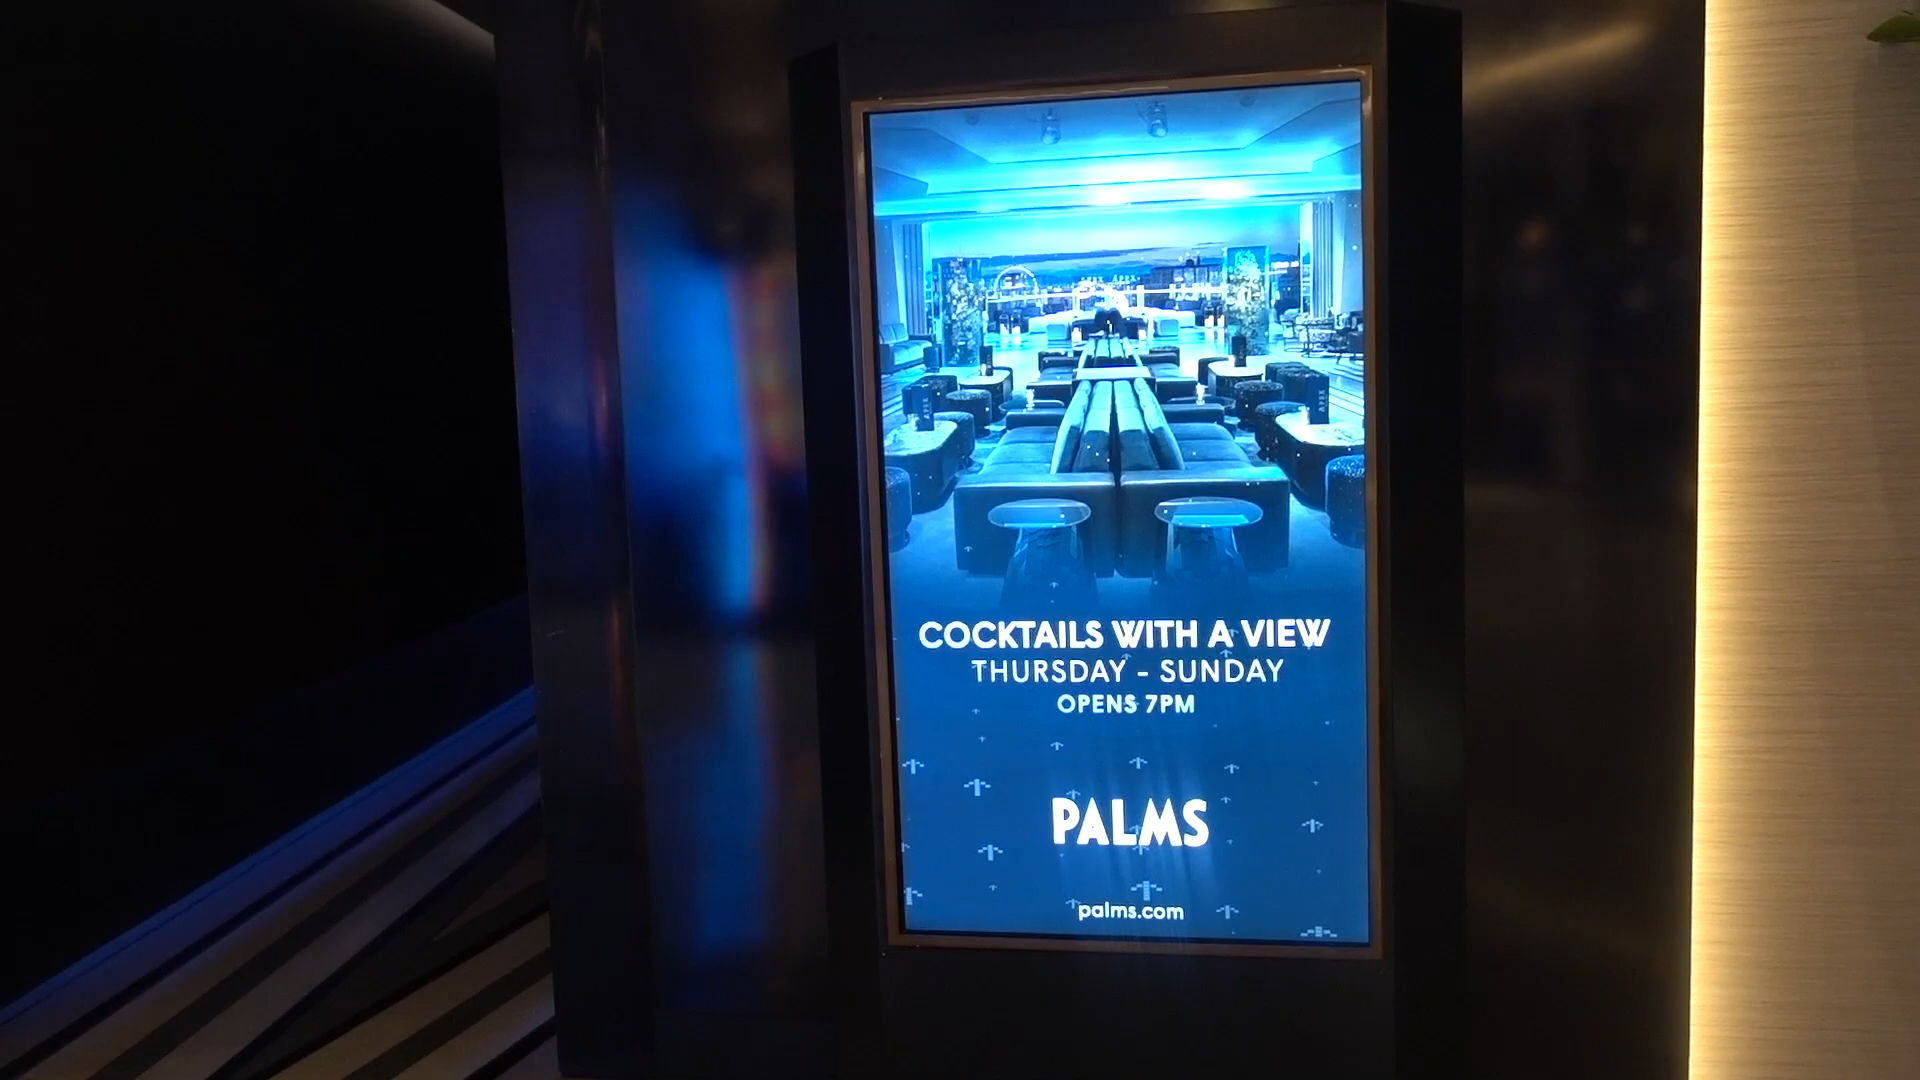 COCKTAILS WITH A VIEW
THURSDAY - SUNDAY
OPENS 7PM
PALMS
palms.com